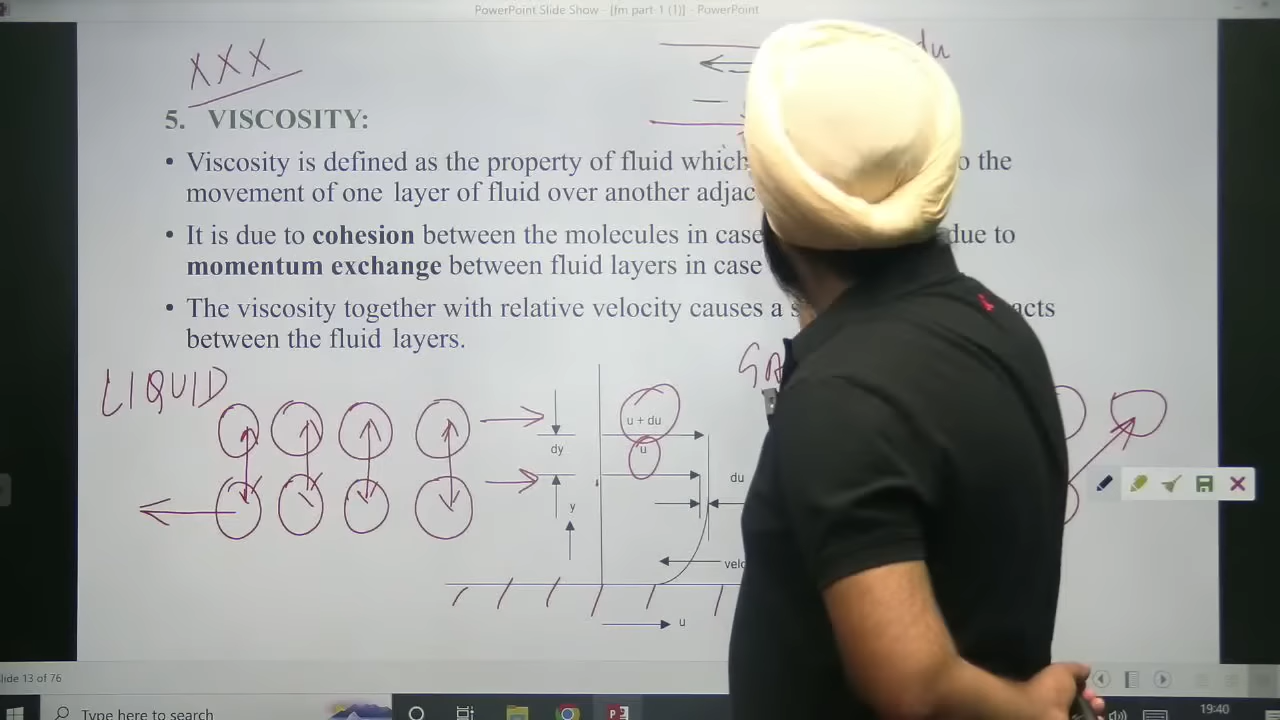 PowerPoint Slide Show - [fm part-1 (1)] - PowerPoint
XXX
du
5. VISCOSITY:
• Viscosity is defined as the property of fluid which o the
movement of one layer of fluid over another adjac
• It is due to cohesion between the molecules in case due to
momentum exchange between fluid layers in case
• The viscosity together with relative velocity causes a s acts
between the fluid layers.
LIQUID
GA
u + du
dy
u
du
y
velo
u
lide 13 of 76
Type here to search
19:40